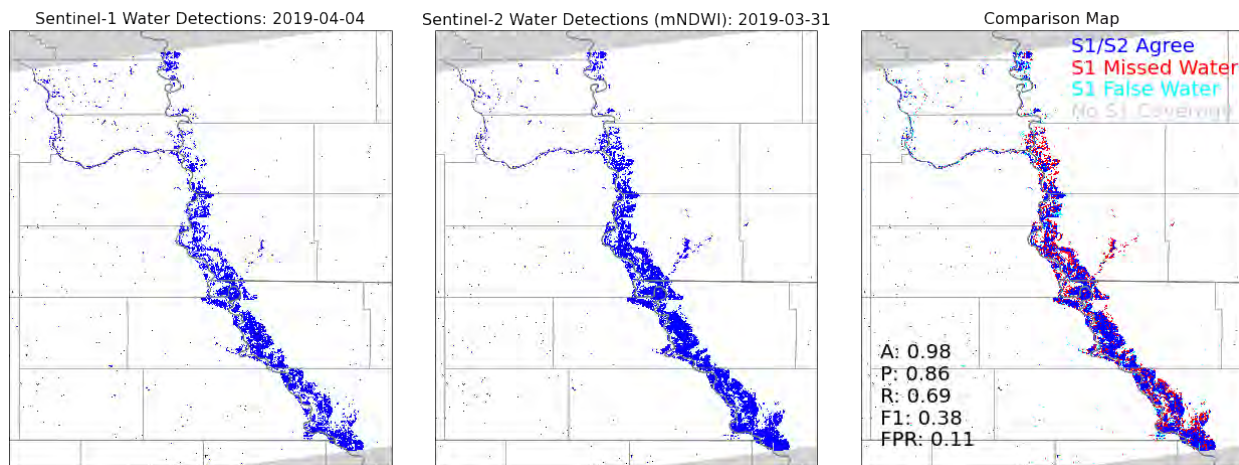 Sentinel-1 Water Detections: 2019-04-04
Sentinel-2 Water Detections (mNDWI): 2019-03-31
Comparison Map
S1/S2 Agree
S1 Missed Water
S1 False Water
No S1 Coverage
A: 0.98
P: 0.86
R: 0.69
F1: 0.38
FPR: 0.11